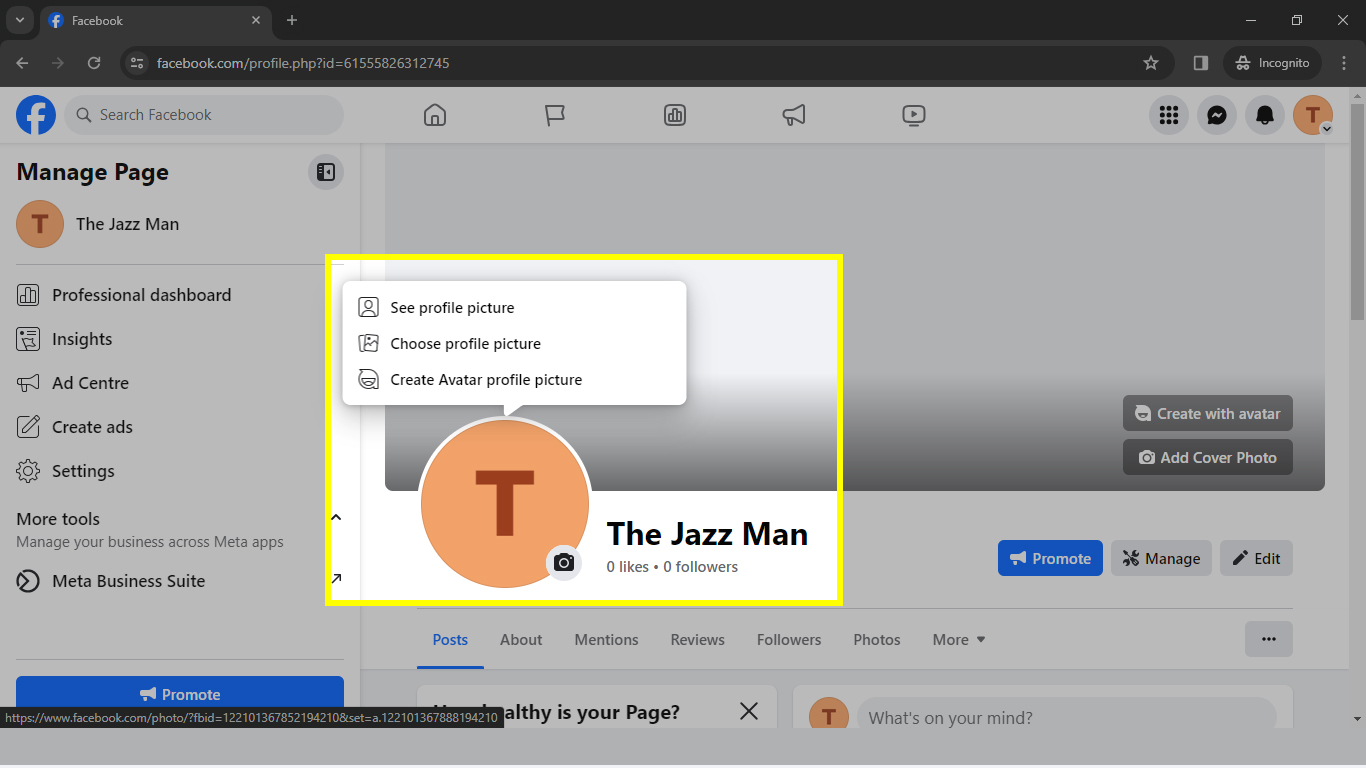 Facebook
facebook.com/profile.php?id=61555826312745
Incognito
Search Facebook
T
Manage Page
T
The Jazz Man
Professional dashboard
Insights
Ad Centre
Create ads
Settings
More tools
Manage your business across Meta apps
Meta Business Suite
Promote
https://www.facebook.com/photo/?fbid=122101367852194210&set=a.122101367888194210
See profile picture
Choose profile picture
Create Avatar profile picture
Create with avatar
Add Cover Photo
T
The Jazz Man
0 likes • 0 followers
Promote
Manage
Edit
Posts
About
Mentions
Reviews
Followers
Photos
More
healthy is your Page?
T
What's on your mind?